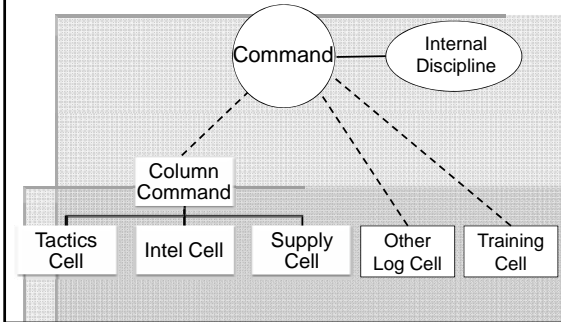 Command
Internal
Discipline
Column
Command
Tactics
Cell
Intel Cell
Supply
Cell
Other
Log Cell
Training
Cell